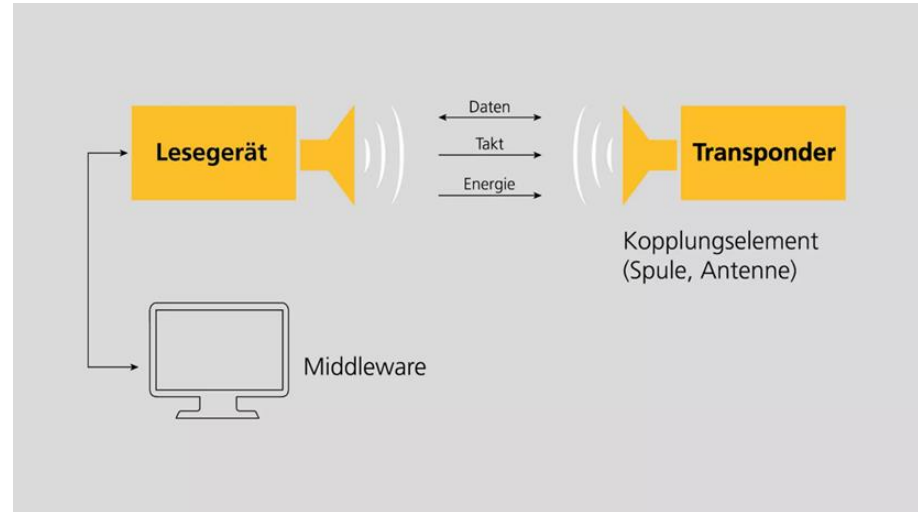 Daten
Lesegerät
Takt
Transponder
Energie
Kopplungselement
(Spule, Antenne)
Middleware